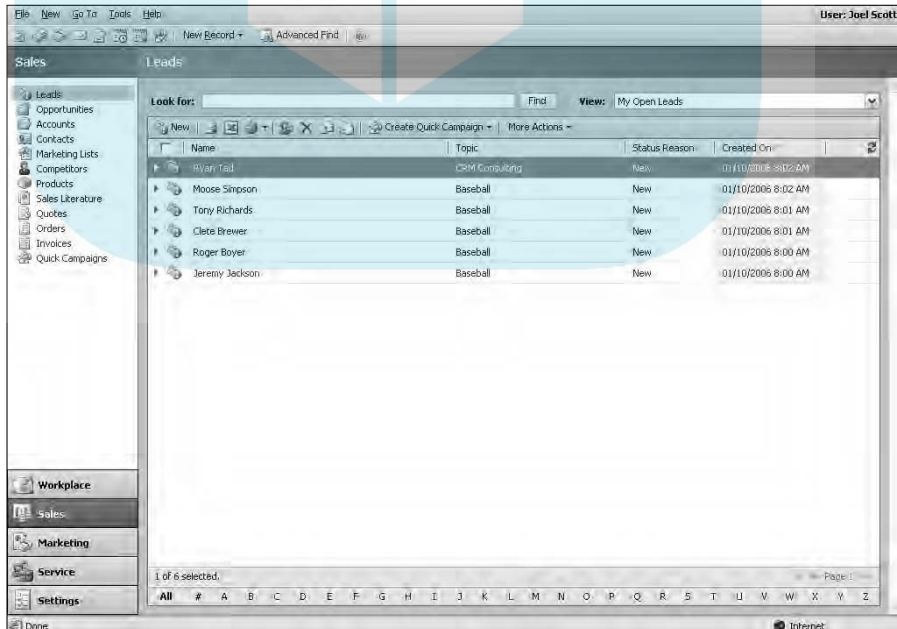 File New Go To Tools Help
User: Joel Scott
New Record Advanced Find
Sales
Leads
Leads
Opportunities
Accounts
Contacts
Marketing Lists
Competitors
Products
Sales Literature
Quotes
Orders
Invoices
Quick Campaigns
Look for: Find View: My Open Leads
New Create Quick Campaign More Actions
Name Topic Status Reason Created On
Ryan Tad CRM Consulting New 01/10/2006 8:02 AM
Moose Simpson Baseball New 01/10/2006 8:02 AM
Tony Richards Baseball New 01/10/2006 8:01 AM
Clete Brewer Baseball New 01/10/2006 8:01 AM
Roger Boyer Baseball New 01/10/2006 8:00 AM
Jeremy Jackson Baseball New 01/10/2006 8:00 AM
Workplace
Sales
Marketing
Service
Settings
1 of 6 selected.
Page 1
All # A B C D E F G H I J K L M N O P Q R S T U V W X Y Z
Done
Internet